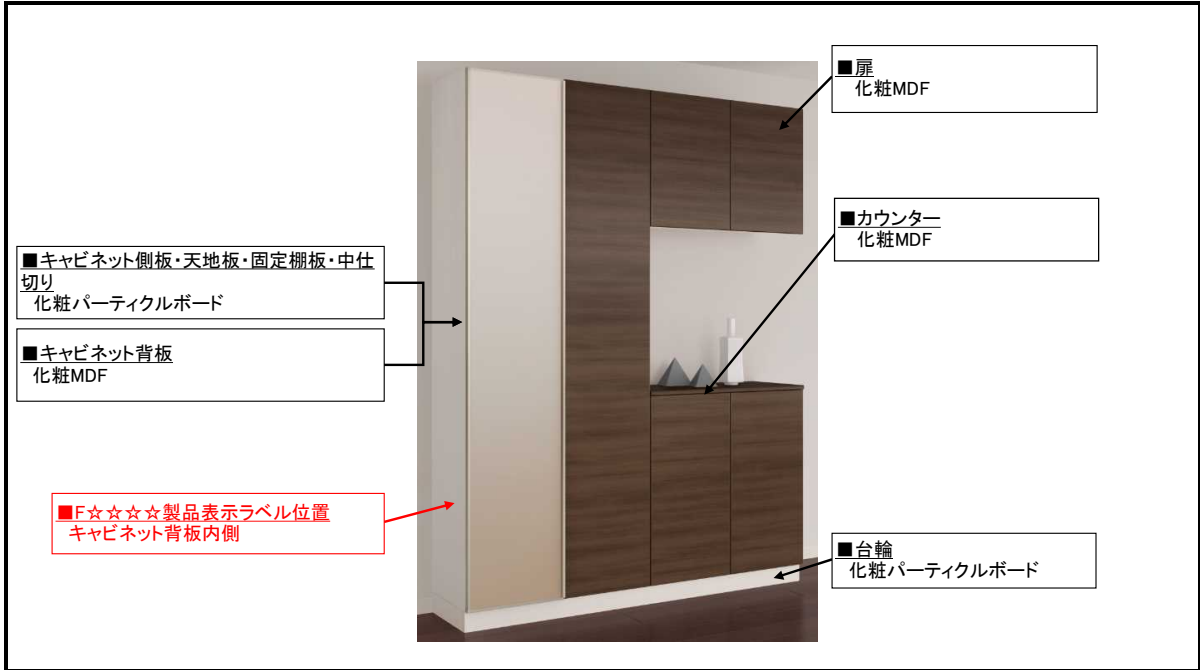 ■扉
化粧MDF
■カウンター
化粧MDF
■キャビネット側板・天地板・固定棚板・中仕
切り
化粧パーティクルボード
■キャビネット背板
化粧MDF
■F☆☆☆☆製品表示ラベル位置
キャビネット背板内側
■台輪
化粧パーティクルボード